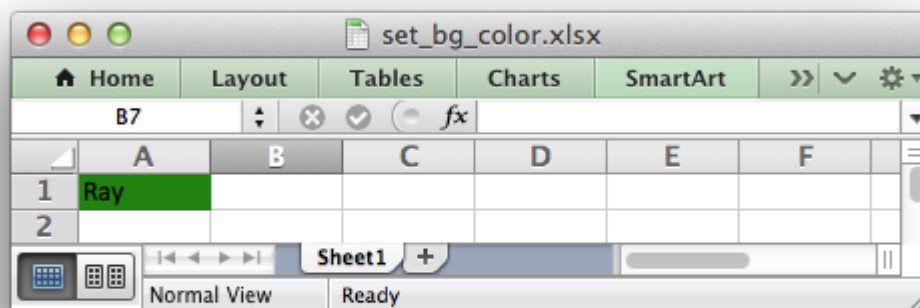 set_bg_color.xlsx
Home Layout Tables Charts SmartArt
B7 fx
A B C D E F
1 Ray
2
Sheet1 +
Normal View Ready